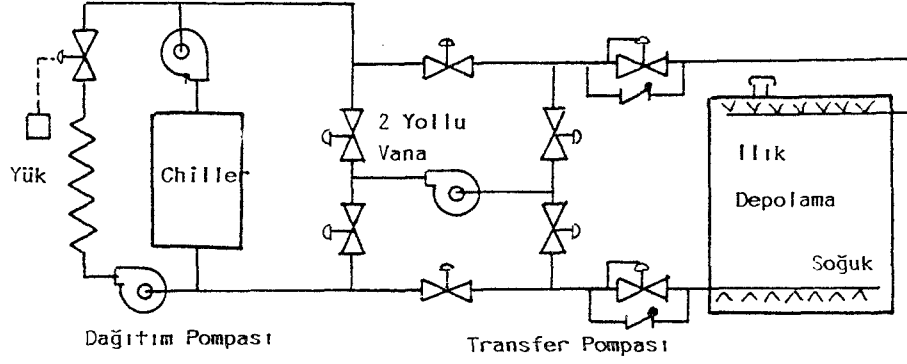 2 Yollu
Vana
Yük
Chiller
Ilık
Depolama
Soğuk
Dağıtım Pompası
Transfer Pompası